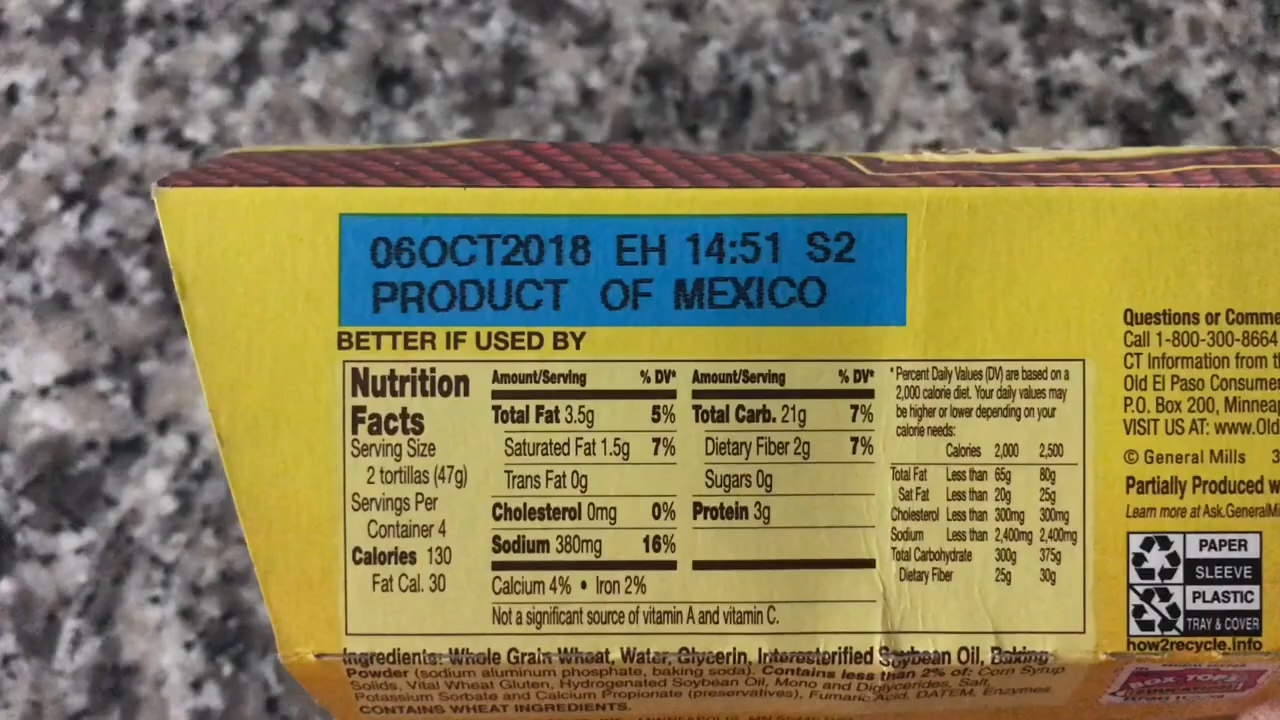 06OCT2018 EH 14:51 S2
PRODUCT OF MEXICO
BETTER IF USED BY
Nutrition
Facts
Serving Size
2 tortillas (47g)
Servings Per
Container 4
Calories 130
Fat Cal. 30
Amount/Serving % DV*
Total Fat 3.5g 5%
Saturated Fat 1.5g 7%
Trans Fat 0g
Cholesterol 0mg 0%
Sodium 380mg 16%
Amount/Serving % DV*
Total Carb. 21g 7%
Dietary Fiber 2g 7%
Sugars 0g
Protein 3g
Calcium 4% • Iron 2%
Not a significant source of vitamin A and vitamin C.
*Percent Daily Values (DV) are based on a
2,000 calorie diet. Your daily values may
be higher or lower depending on your
calorie needs:
Calories 2,000 2,500
Total Fat Less than 65g 80g
Sat Fat Less than 20g 25g
Cholesterol Less than 300mg 300mg
Sodium Less than 2,400mg 2,400mg
Total Carbohydrate 300g 375g
Dietary Fiber 25g 30g
Ingredients: Whole Grain Wheat, Water, Glycerin, Interesterified Soybean Oil, Baking
Powder (sodium aluminum phosphate, baking soda). Contains less than 2% of: Corn Syrup
Solids, Vital Wheat Gluten, Hydrogenated Soybean Oil, Mono and Diglycerides, Salt,
Potassium Sorbate and Calcium Propionate (preservatives), Fumaric Acid, DATEM, Enzymes.
CONTAINS WHEAT INGREDIENTS.
Questions or Comme
Call 1-800-300-8664
CT Information from t
Old El Paso Consumer
P.O. Box 200, Minneap
VISIT US AT: www.Old
© General Mills 3
Partially Produced w
Learn more at Ask.GeneralMi
PAPER
SLEEVE
PLASTIC
TRAY & COVER
how2recycle.info
BOX TOPS